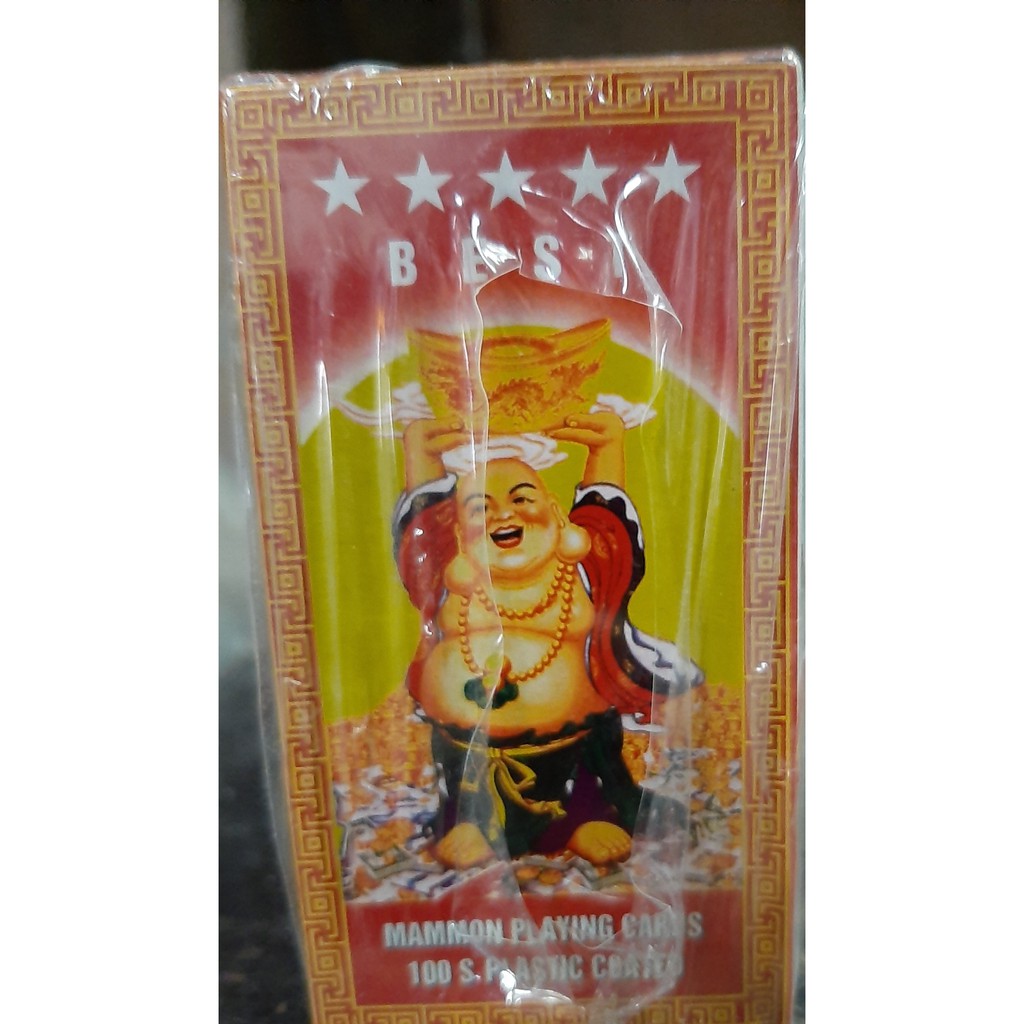 BEST
MAMMON PLAYING CARDS
100 S. PLASTIC COATED